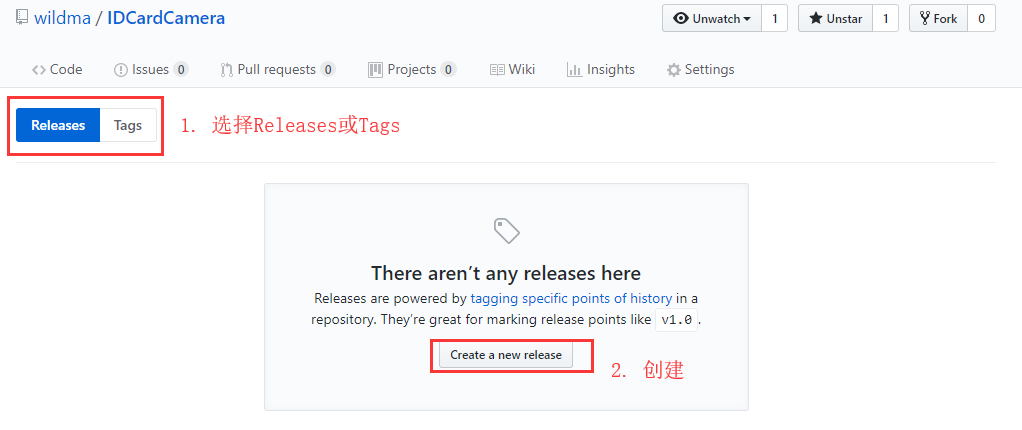 wildma / IDCardCamera
Unwatch 1 Unstar 1 Fork 0
Code Issues 0 Pull requests 0 Projects 0 Wiki Insights Settings
Releases Tags 1. 选择Releases或Tags
There aren’t any releases here
Releases are powered by tagging specific points of history in a
repository. They’re great for marking release points like v1.0.
Create a new release
2. 创建